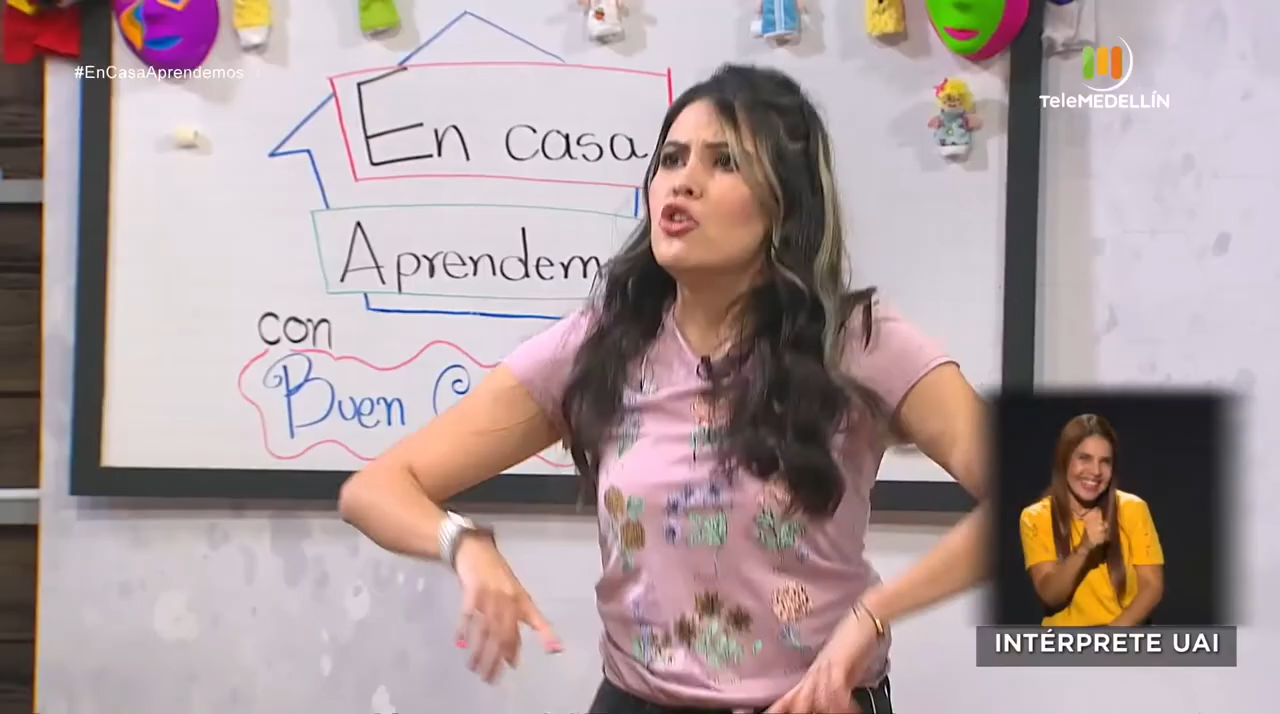 #EnCasaAprendemos
TeleMEDELLÍN
En casa
Aprendem
con
Buen C
INTÉRPRETE UAI